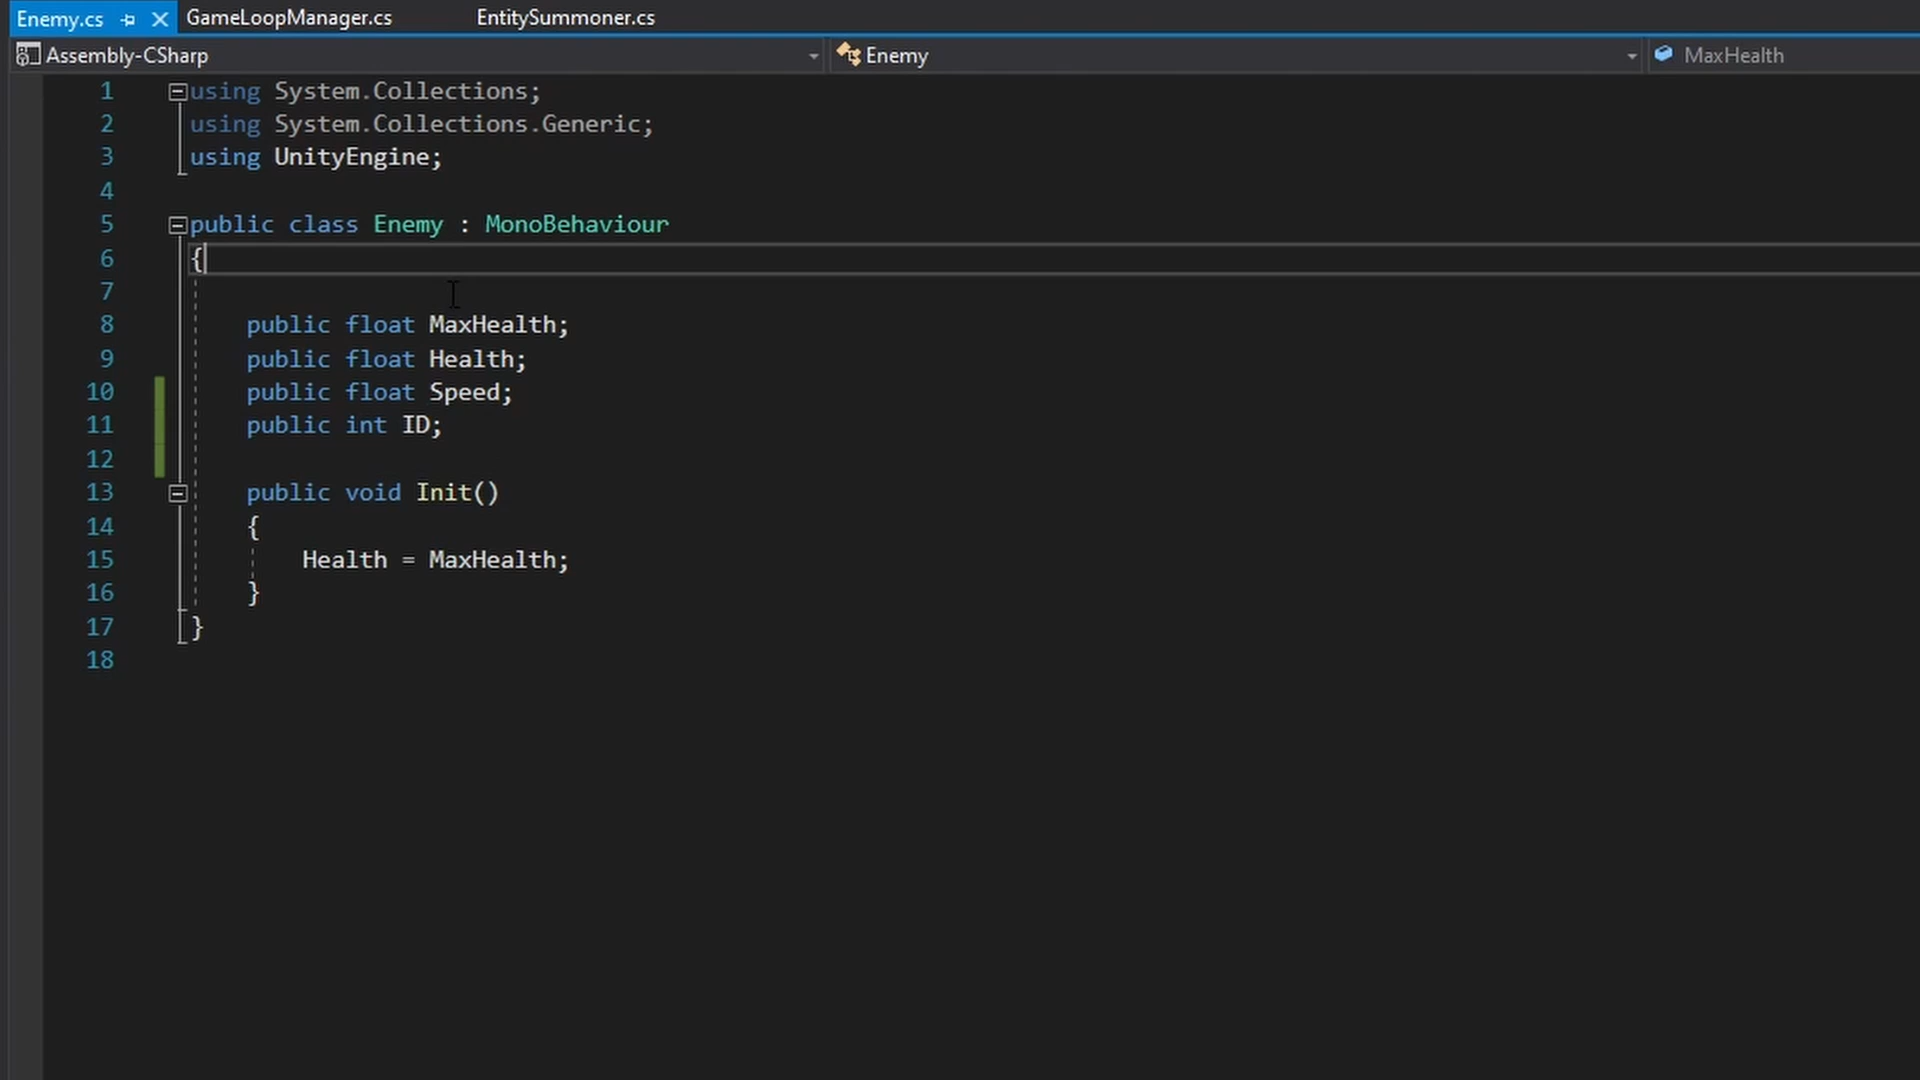 Enemy.cs GameLoopManager.cs EntitySummoner.cs
Assembly-CSharp Enemy MaxHealth
1 using System.Collections;
2 using System.Collections.Generic;
3 using UnityEngine;
4
5 public class Enemy : MonoBehaviour
6 {
7
8 public float MaxHealth;
9 public float Health;
10 public float Speed;
11 public int ID;
12
13 public void Init()
14 {
15 Health = MaxHealth;
16 }
17 }
18